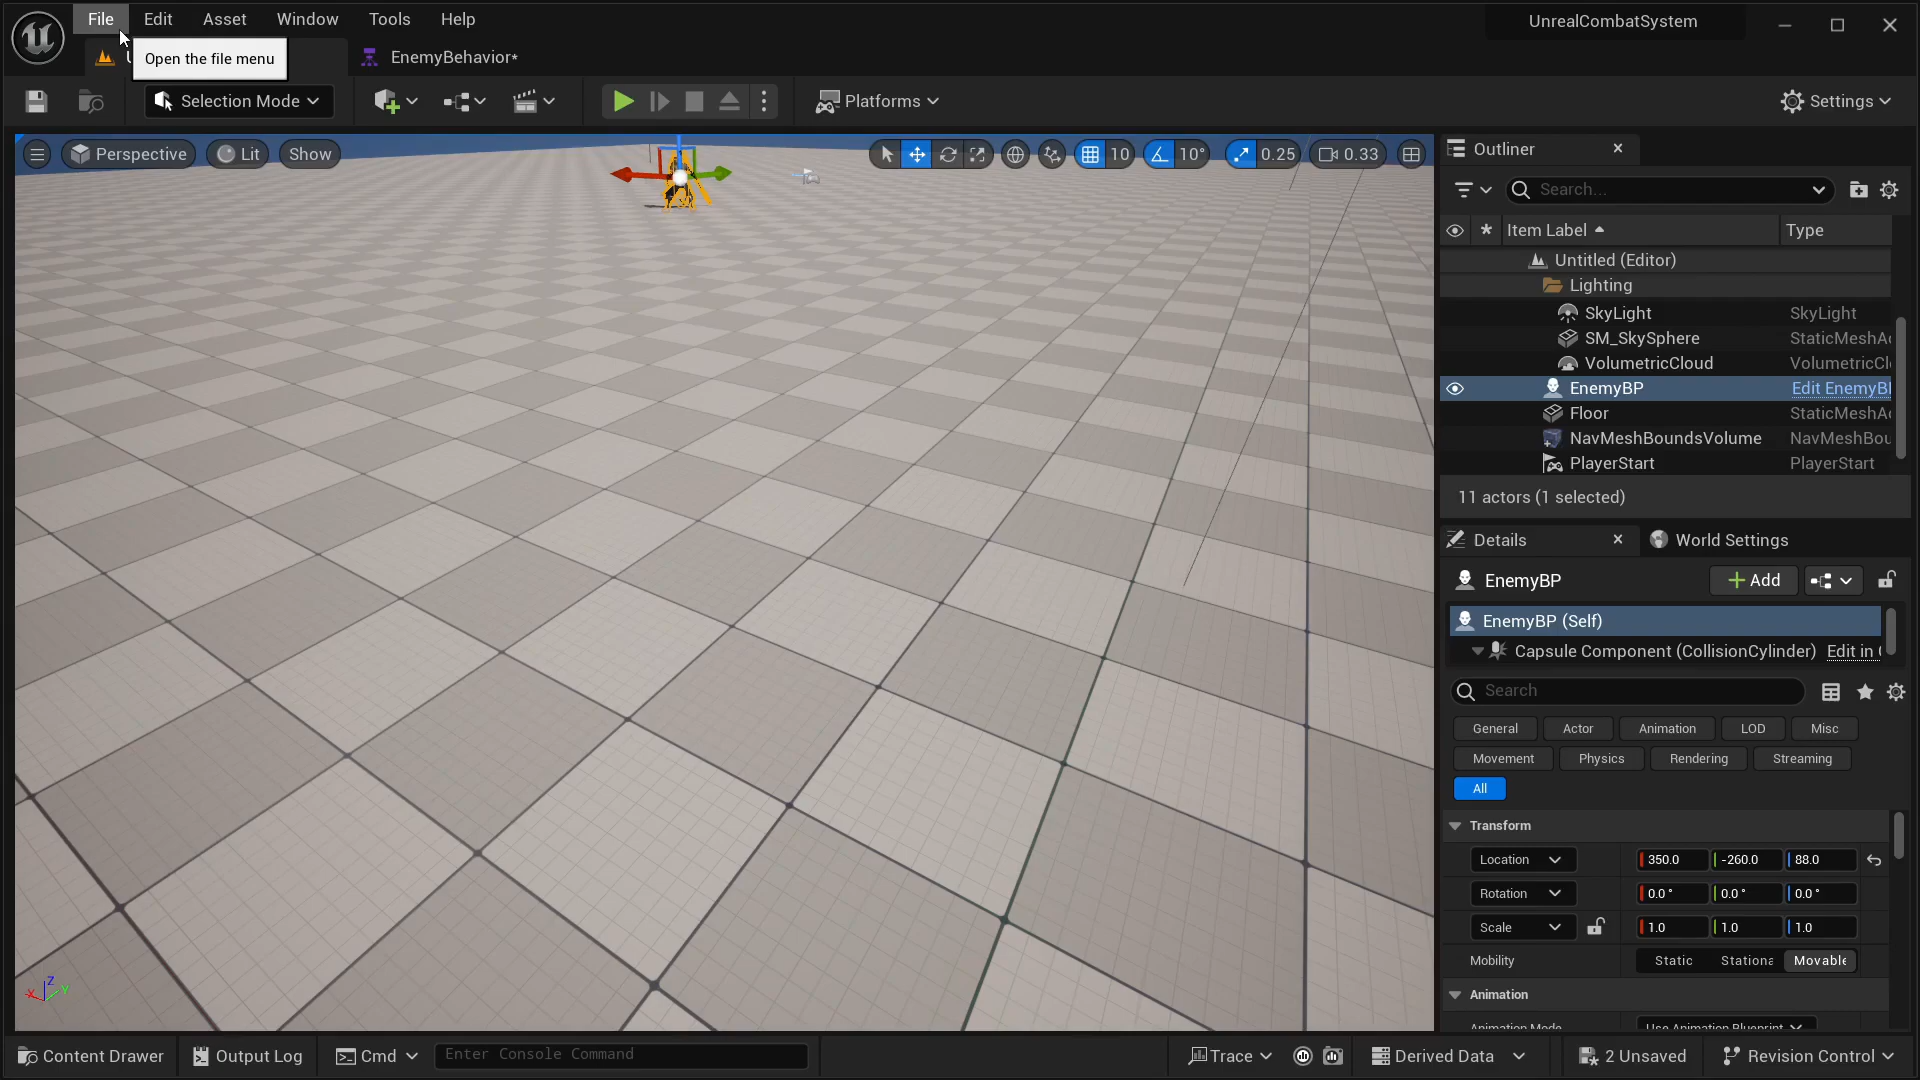 File Edit Asset Window Tools Help
UnrealCombatSystem
Open the file menu
EnemyBehavior*
Selection Mode
Platforms
Settings
Perspective Lit Show
10 10° 0.25 0.33
Outliner
Search...
* Item Label Type
Untitled (Editor)
Lighting
SkyLight SkyLight
SM_SkySphere StaticMeshA
VolumetricCloud VolumetricCl
EnemyBP Edit EnemyB
Floor StaticMeshA
NavMeshBoundsVolume NavMeshBou
PlayerStart PlayerStart
11 actors (1 selected)
Details World Settings
EnemyBP + Add
EnemyBP (Self)
Capsule Component (CollisionCylinder) Edit in
Search
General Actor Animation LOD Misc
Movement Physics Rendering Streaming
All
Transform
Location 350.0 -260.0 88.0
Rotation 0.0° 0.0° 0.0°
Scale 1.0 1.0 1.0
Mobility Static Stationa Movable
Animation
Animation Mode Use Animation Blueprint
Z
X Y
Content Drawer Output Log Cmd Enter Console Command Trace Derived Data 2 Unsaved Revision Control